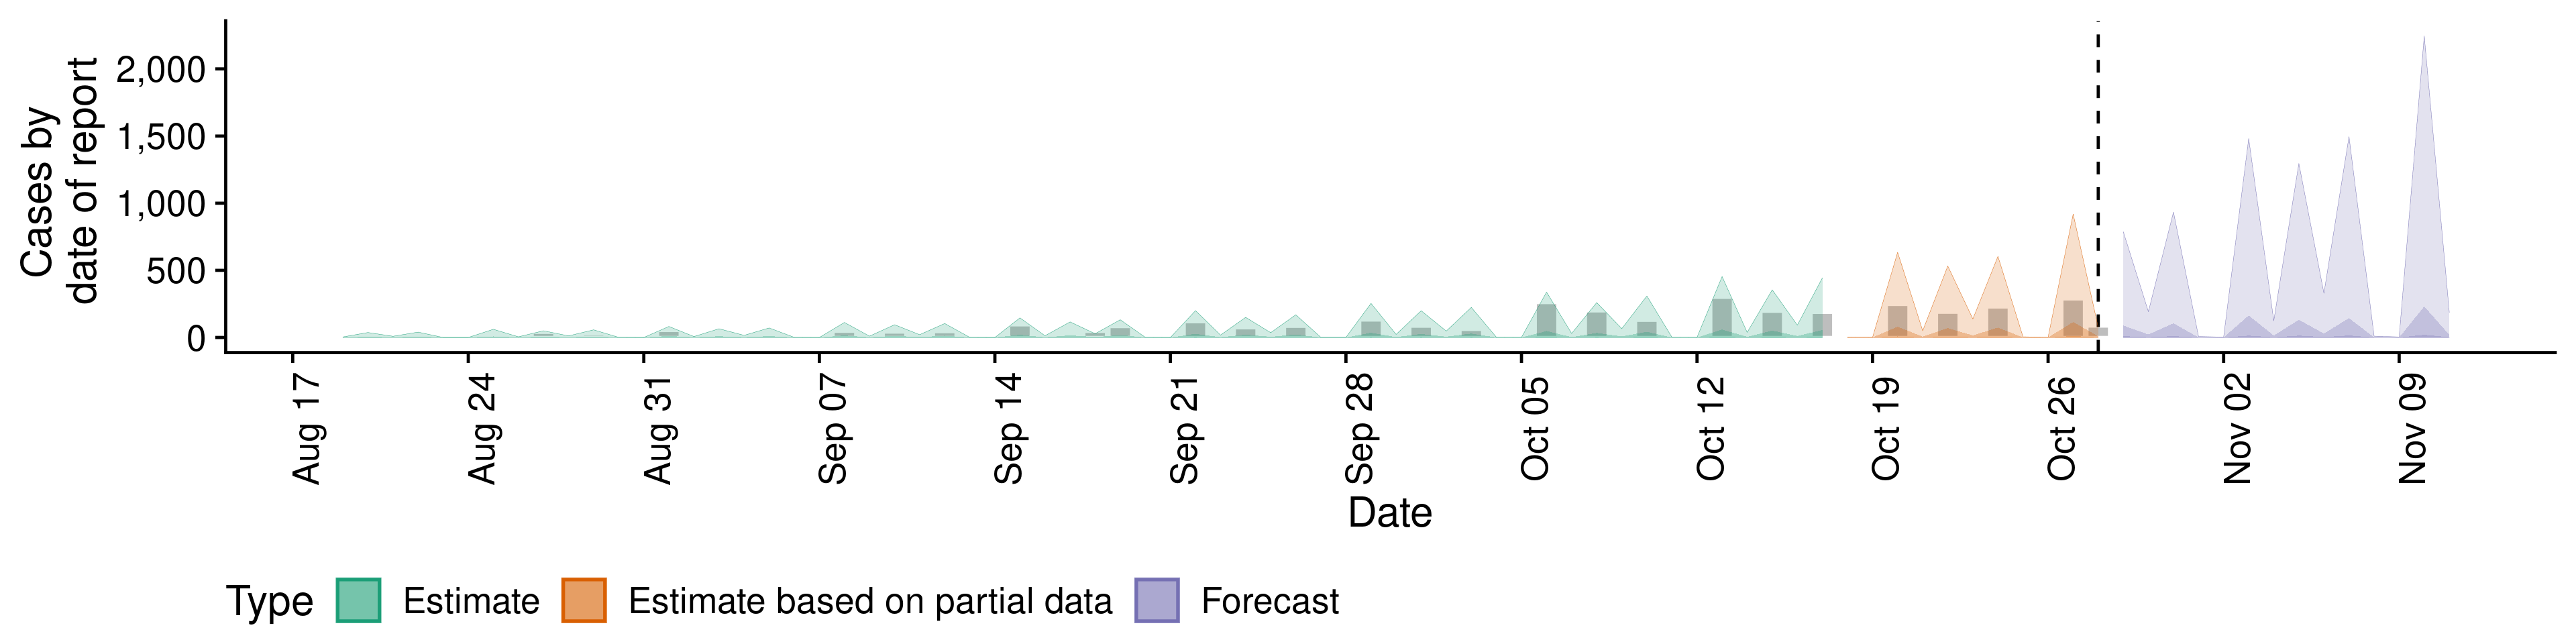 Cases by
date of report
2,000
1,500
1,000
500
0
Aug 17
Aug 24
Aug 31
Sep 07
Sep 14
Sep 21
Sep 28
Oct 05
Oct 12
Oct 19
Oct 26
Nov 02
Nov 09
Date
Type Estimate Estimate based on partial data Forecast